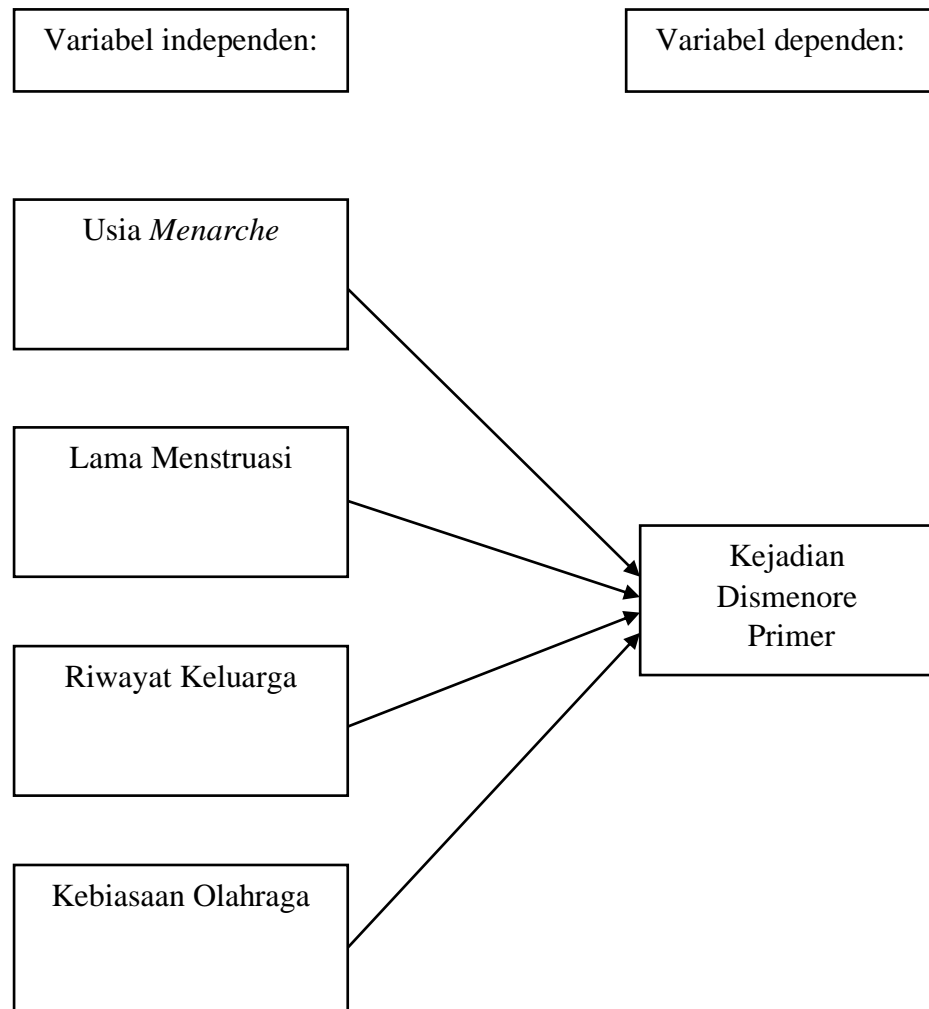 Variabel independen:
Variabel dependen:
Usia Menarche
Lama Menstruasi
Kejadian
Dismenore
Primer
Riwayat Keluarga
Kebiasaan Olahraga